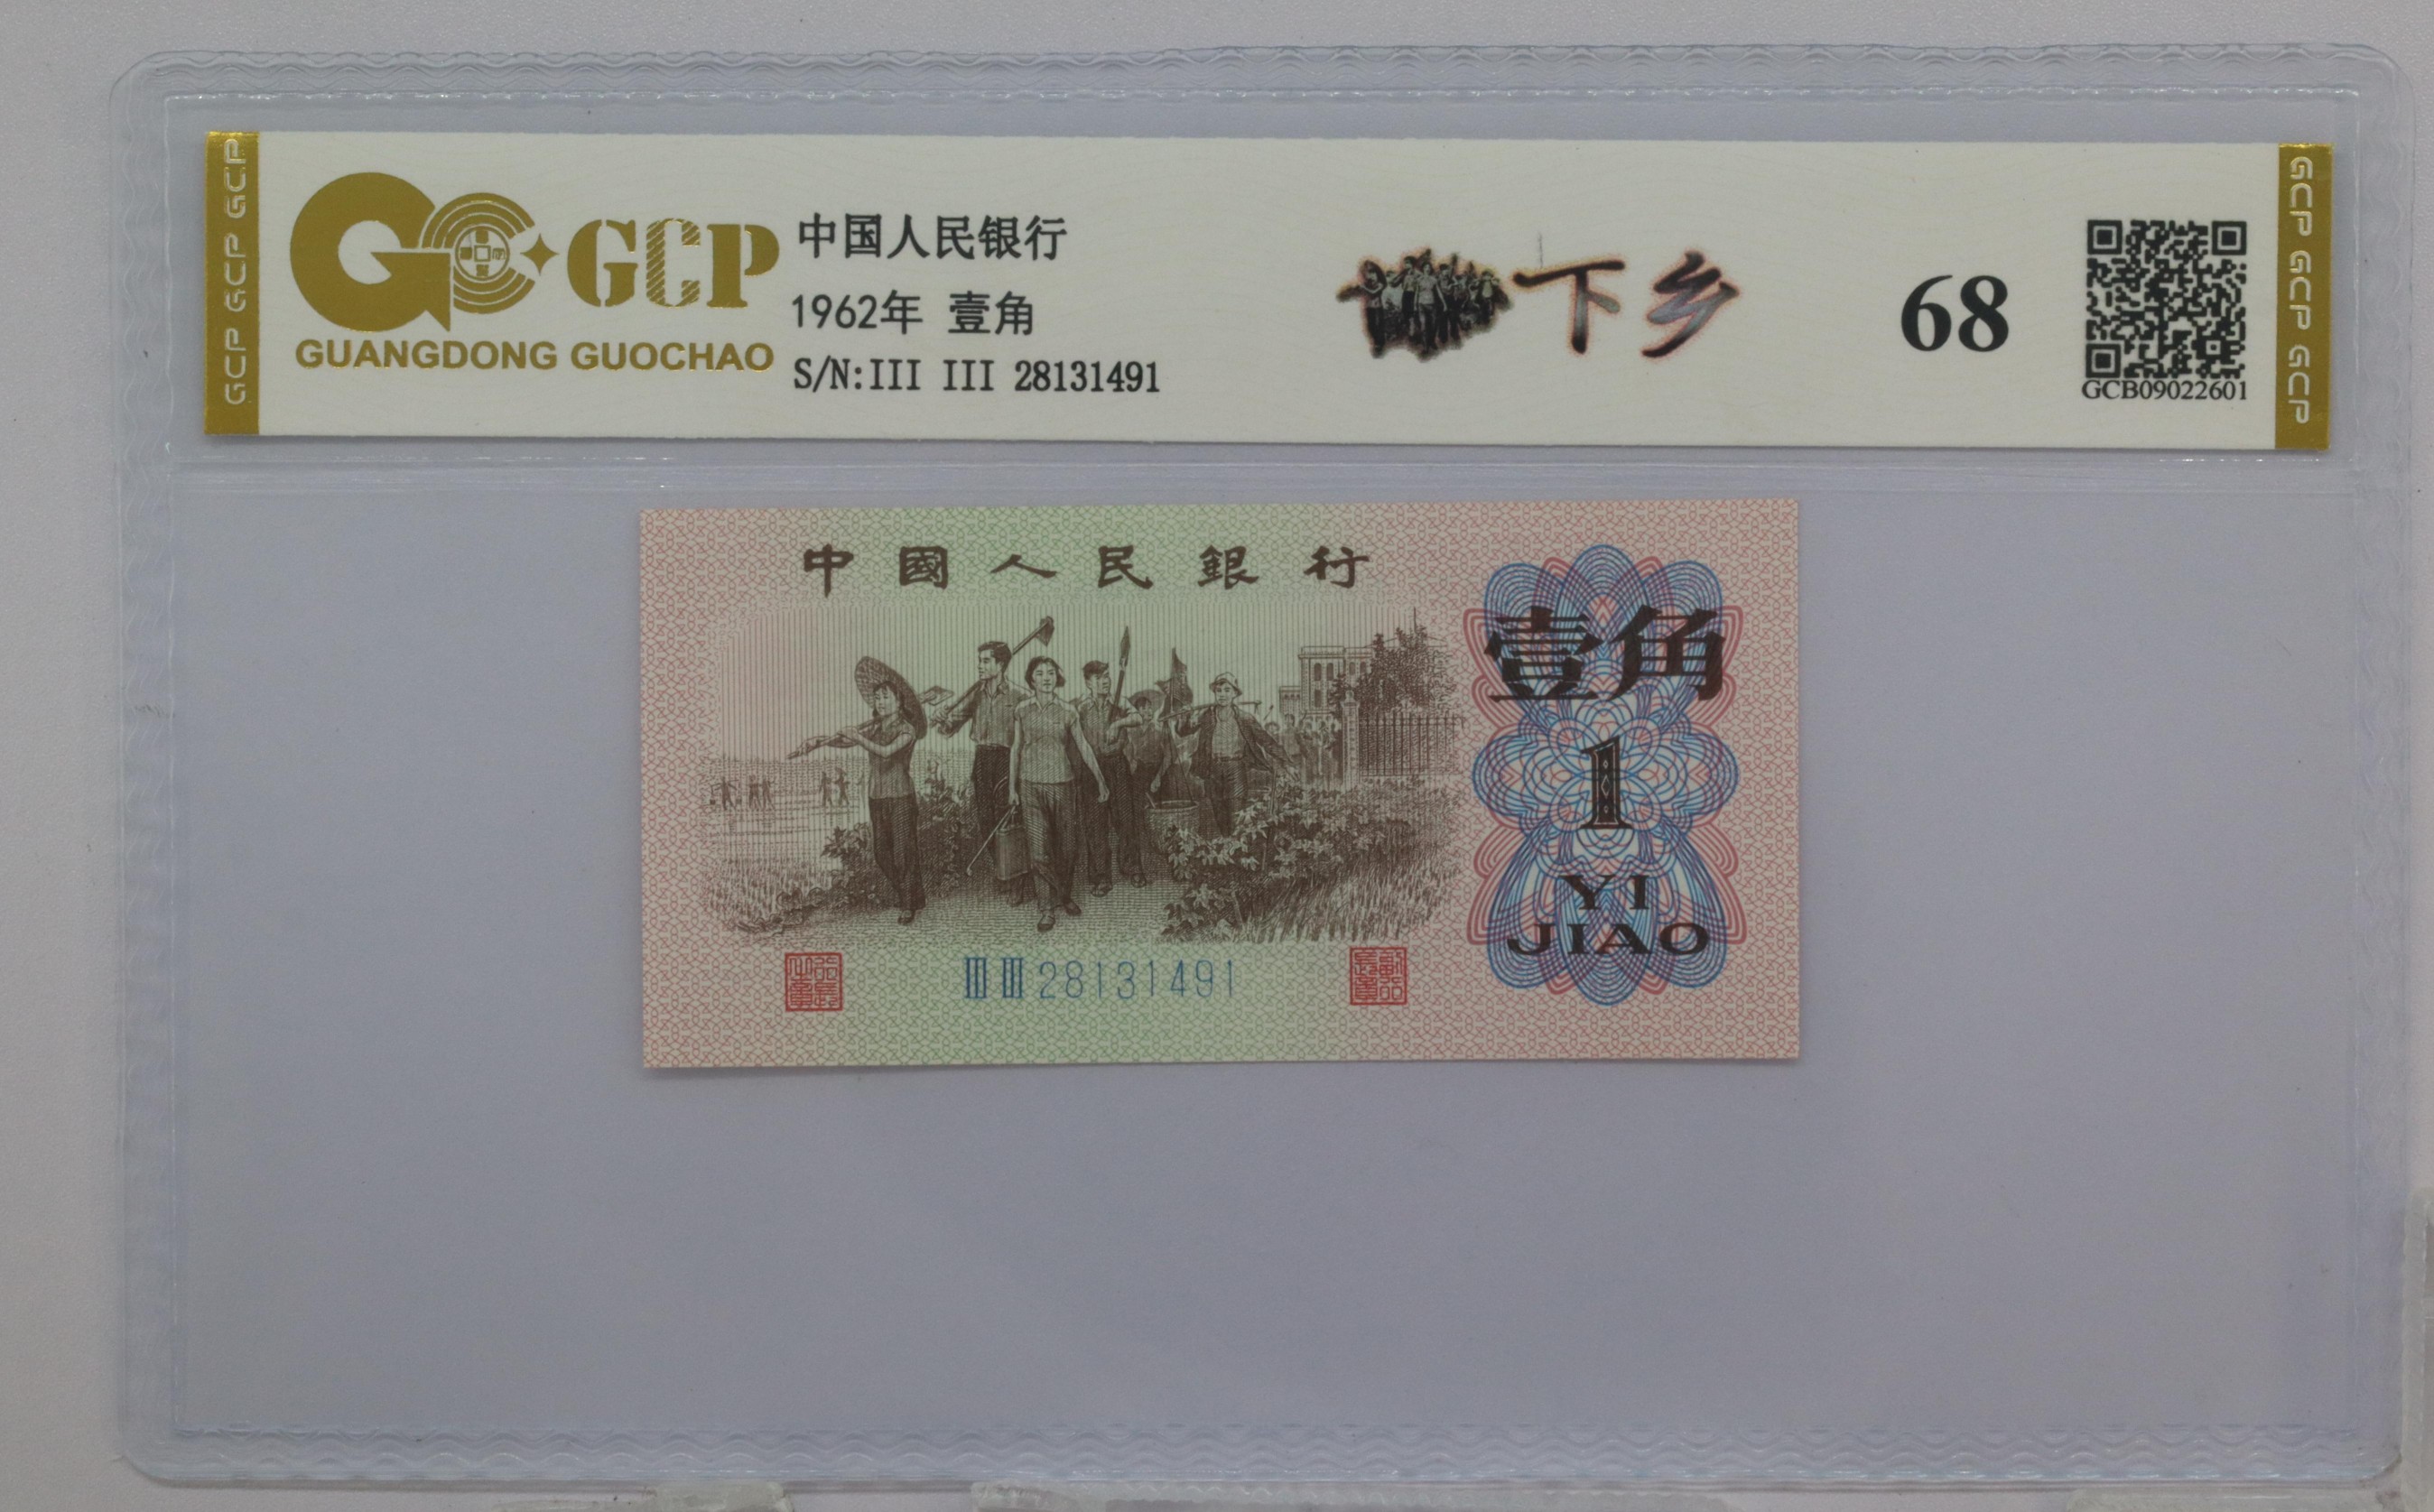 GCP GCP GCP
GCP
GUANGDONG GUOCHAO
中国人民银行
1962年 壹角
S/N:III III 28131491
下乡
68
GCB09022601
GCP GCP GCP
中國人民銀行
壹角
1
YI
JIAO
III III 28131491